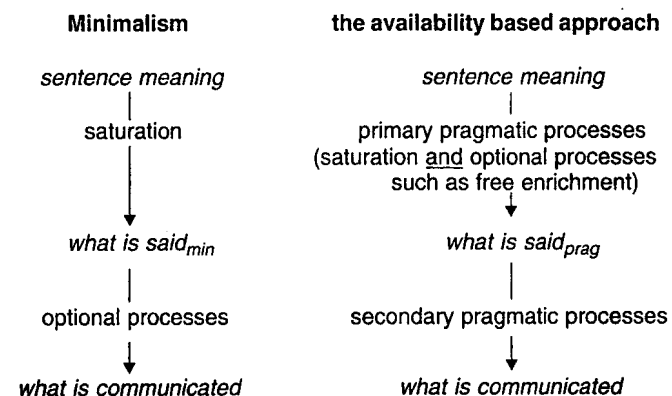 Minimalism
sentence meaning
saturation
what is said_min
optional processes
what is communicated
the availability based approach
sentence meaning
primary pragmatic processes
(saturation and optional processes
such as free enrichment)
what is said_prag
secondary pragmatic processes
what is communicated